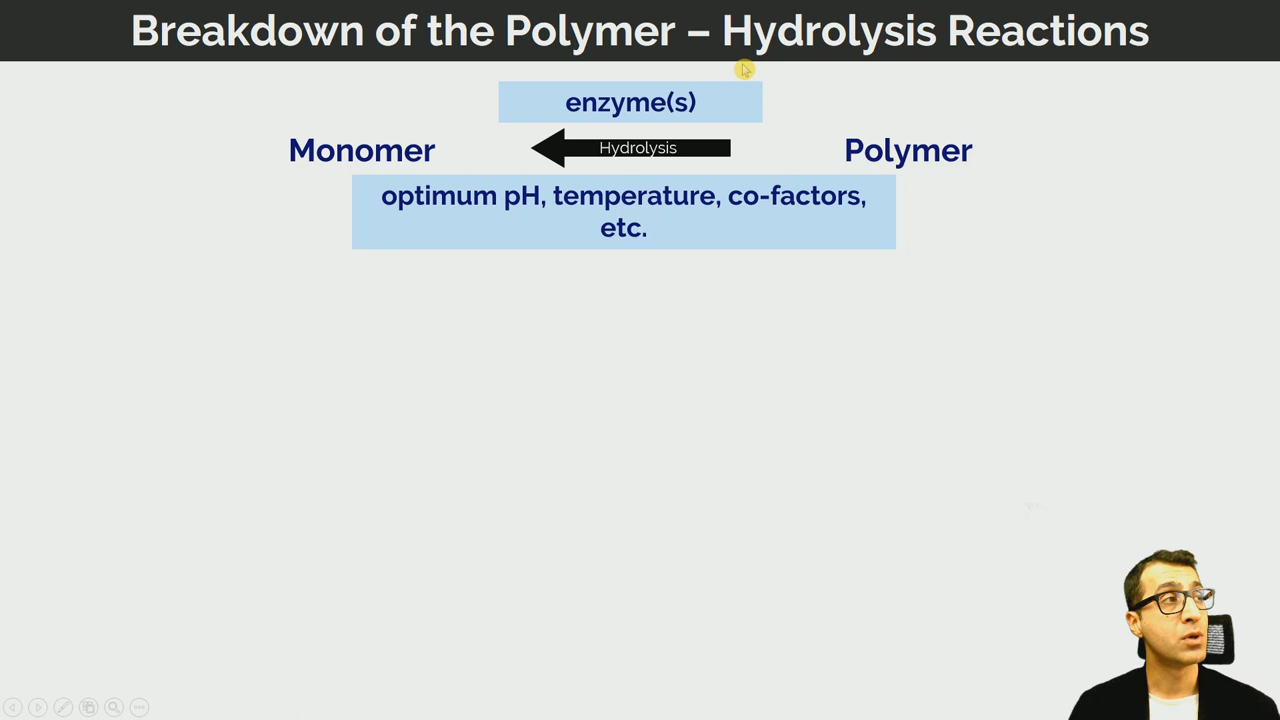 Breakdown of the Polymer – Hydrolysis Reactions
enzyme(s)
Monomer
Hydrolysis
Polymer
optimum pH, temperature, co-factors,
etc.